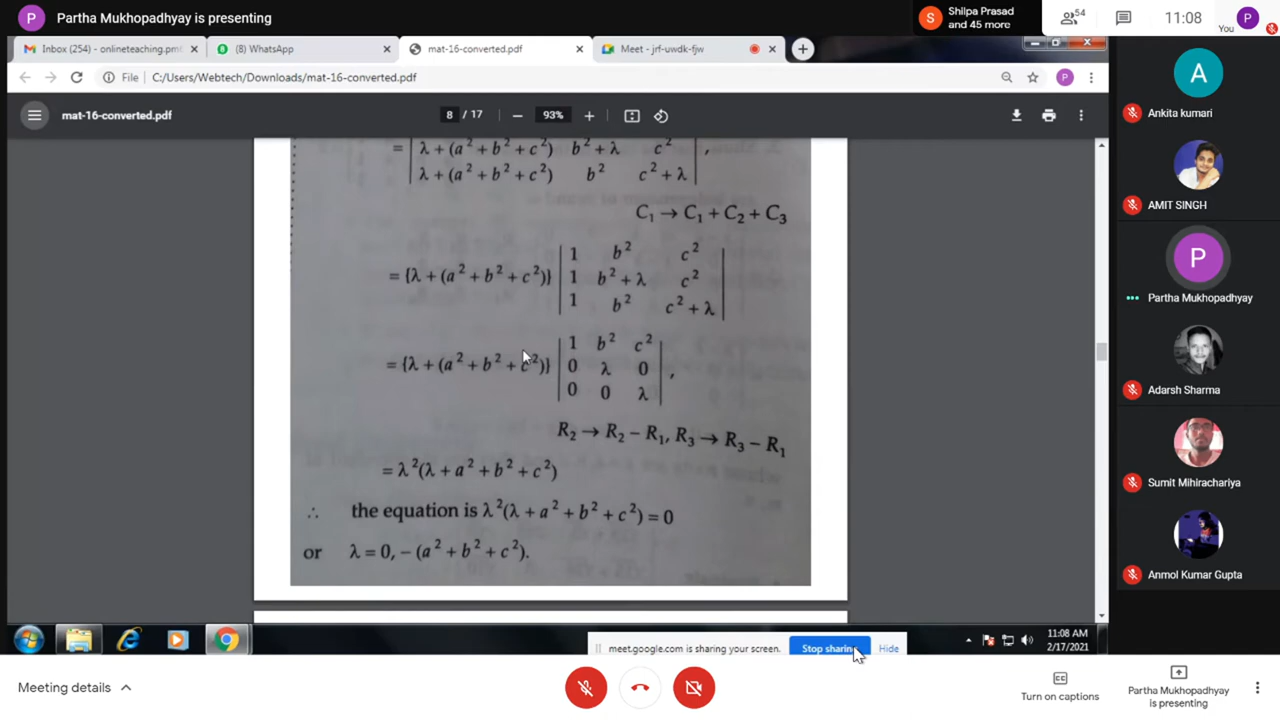 P Partha Mukhopadhyay is presenting
S Shilpa Prasad and 45 more
54
11:08
You P
Inbox (254) - onlineteaching.pmf
(8) WhatsApp
mat-16-converted.pdf
Meet - jrf-uwdk-fjw
File C:/Users/Webtech/Downloads/mat-16-converted.pdf
P
mat-16-converted.pdf
8 / 17
93%
= | λ + (a² + b² + c²) b² + λ c² |,
| λ + (a² + b² + c²) b² c² + λ |
C₁ → C₁ + C₂ + C₃
| 1 b² c² |
= {λ + (a² + b² + c²)} | 1 b² + λ c² |
| 1 b² c² + λ |
| 1 b² c² |
= {λ + (a² + b² + c²)} | 0 λ 0 |,
| 0 0 λ |
R₂ → R₂ − R₁, R₃ → R₃ − R₁
= λ²(λ + a² + b² + c²)
∴ the equation is λ²(λ + a² + b² + c²) = 0
or λ = 0, − (a² + b² + c²).
A
Ankita kumari
AMIT SINGH
P
Partha Mukhopadhyay
Adarsh Sharma
Sumit Mihirachariya
Anmol Kumar Gupta
11:08 AM
2/17/2021
meet.google.com is sharing your screen.
Stop sharing
Hide
Meeting details
Turn on captions
Partha Mukhopadhyay
is presenting